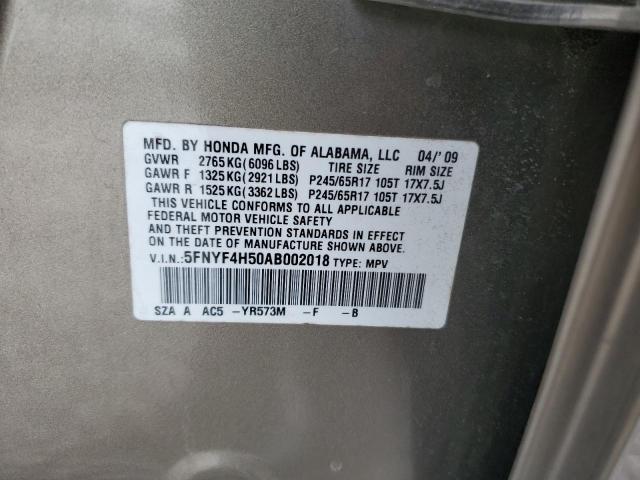 MFD. BY HONDA MFG. OF ALABAMA, LLC 04/'09
GVWR 2765KG(6096LBS) TIRE SIZE RIM SIZE
GAWR F 1325KG(2921LBS) P245/65R17 105T 17X7.5J
GAWR R 1525KG(3362LBS) P245/65R17 105T 17X7.5J
THIS VEHICLE CONFORMS TO ALL APPLICABLE
FEDERAL MOTOR VEHICLE SAFETY
AND THEFT PREVENTION STANDARDS IN EFFECT
ON THE DATE OF MANUFACTURE SHOWN ABOVE.
V.I.N.:5FNYF4H50AB002018 TYPE: MPV
SZA A AC5 -YR573M -F -B